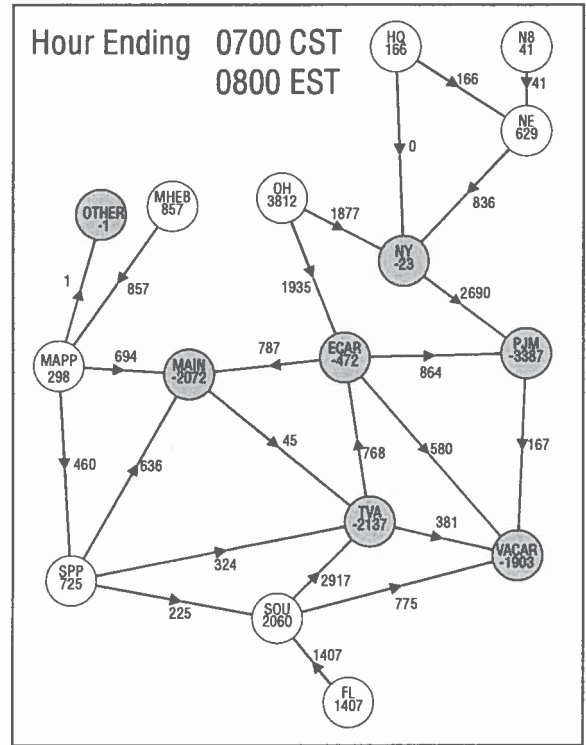 Hour Ending 0700 CST
0800 EST
HQ
166
N8
41
166
41
NE
629
0
836
OH
3812
1877
MHEB
857
OTHER
-1
NY
-23
1
857
1935
2690
MAPP
298
694
MAIN
-2072
787
ECAR
-472
864
PJM
-3387
460
636
45
768
580
167
TVA
-2137
381
VACAR
-1903
SPP
725
324
2917
225
SOU
2060
775
1407
FL
1407